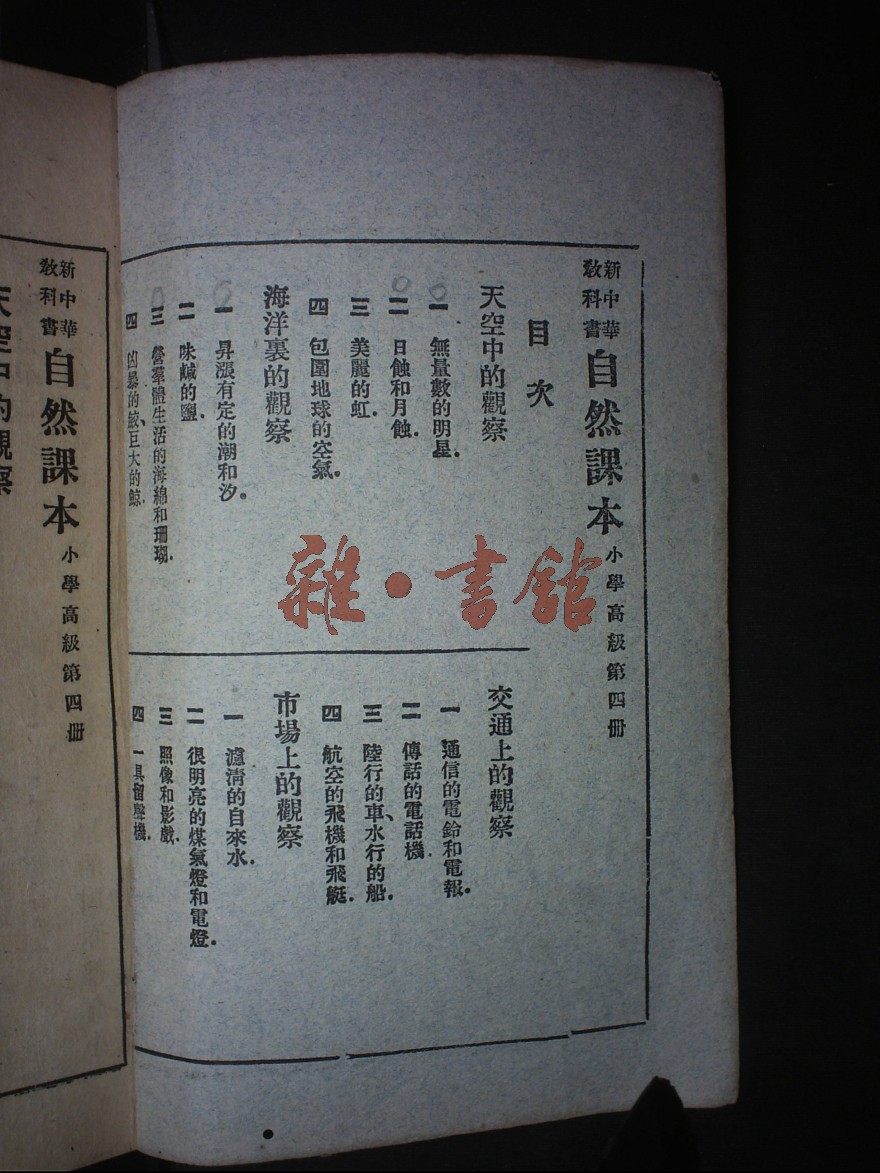 新中華
教科書
自然課本 小學高級第四冊
目次
天空中的觀察
一 無量數的明星．
二 日蝕和月蝕．
三 美麗的虹．
四 包圍地球的空氣．
海洋裏的觀察
一 昇漲有定的潮和汐。
二 味鹹的鹽．
三 營羣體生活的海綿和珊瑚．
四 凶暴的鮫、巨大的鯨．
交通上的觀察
一 通信的電鈴和電報．
二 傳話的電話機．
三 陸行的車、水行的船．
四 航空的飛機和飛艇．
市場上的觀察
一 濾清的自來水．
二 很明亮的煤氣燈和電燈．
三 照像和影戲．
四 一具留聲機．
雜·書館
新中華
教科書
自然課本 小學高級第四冊
天空中的觀察